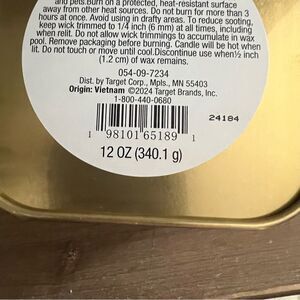 and pets.Burn on a protected, heat-resistant surface
away from other heat sources. Do not burn for more than 3
hours at once. Avoid using in drafty areas. To reduce sooting,
keep wick trimmed to 1/4 inch (6 mm) at all times, including
when relit. Do not allow wick trimmings to accumulate in wax
pool. Remove packaging before burning. Candle will be hot when
lit. Do not touch or move until cool.Discontinue use when½ inch
(1.2 cm) of wax remains.
054-09-7234
Dist. by Target Corp., Mpls., MN 55403
Origin: Vietnam ©2024 Target Brands, Inc.
1-800-440-0680
1 98101 65189 1
24184
12 OZ (340.1 g)